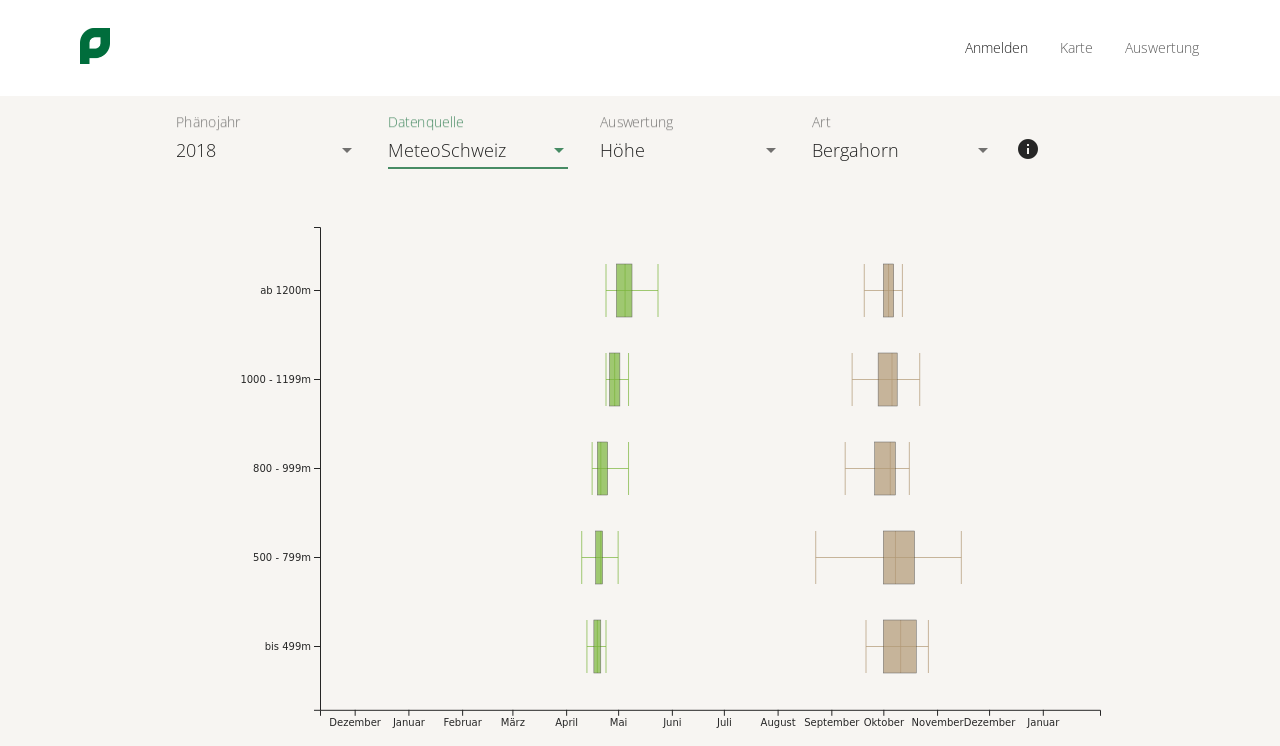 Anmelden Karte Auswertung
Phänojahr Datenquelle Auswertung Art
2018 MeteoSchweiz Höhe Bergahorn
ab 1200m
1000 - 1199m
800 - 999m
500 - 799m
bis 499m
Dezember Januar Februar März April Mai Juni Juli August September Oktober November Dezember Januar